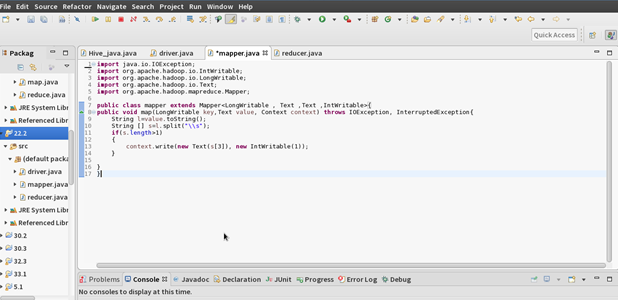 File Edit Source Refactor Navigate Search Project Run Window Help
Quick Access
Packag
Hive_java.java driver.java *mapper.java reducer.java
map.java
reduce.java
JRE System Libr
Referenced Libr
22.2
src
(default packa
driver.java
mapper.java
reducer.java
JRE System Libr
Referenced Libr
30.2
30.3
32.3
33.1
5.1
1 import java.io.IOException;
2 import org.apache.hadoop.io.IntWritable;
3 import org.apache.hadoop.io.LongWritable;
4 import org.apache.hadoop.io.Text;
5 import org.apache.hadoop.mapreduce.Mapper;
6
7 public class mapper extends Mapper<LongWritable , Text ,Text ,IntWritable>{
8 public void map(LongWritable key,Text value, Context context) throws IOException, InterruptedException{
9 String l=value.toString();
10 String [] s=l.split("\\s");
11 if(s.length>1)
12 {
13 context.write(new Text(s[3]), new IntWritable(1));
14 }
15
16 }
17 }
Problems Console Javadoc Declaration JUnit Progress Error Log Debug
No consoles to display at this time.